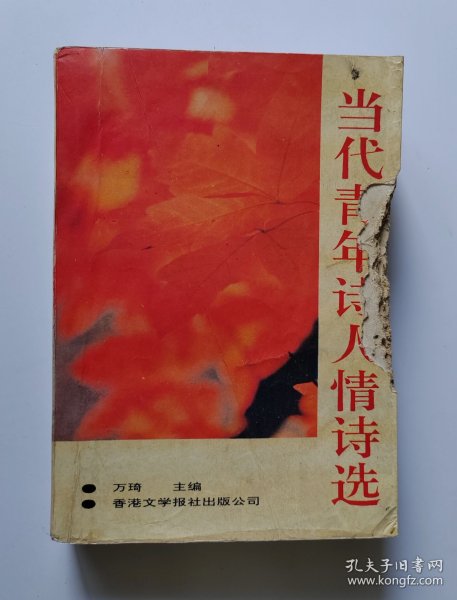 当代青年诗人情诗选
万琦 主编
香港文学报社出版公司
孔夫子旧书网
www.kongfz.com